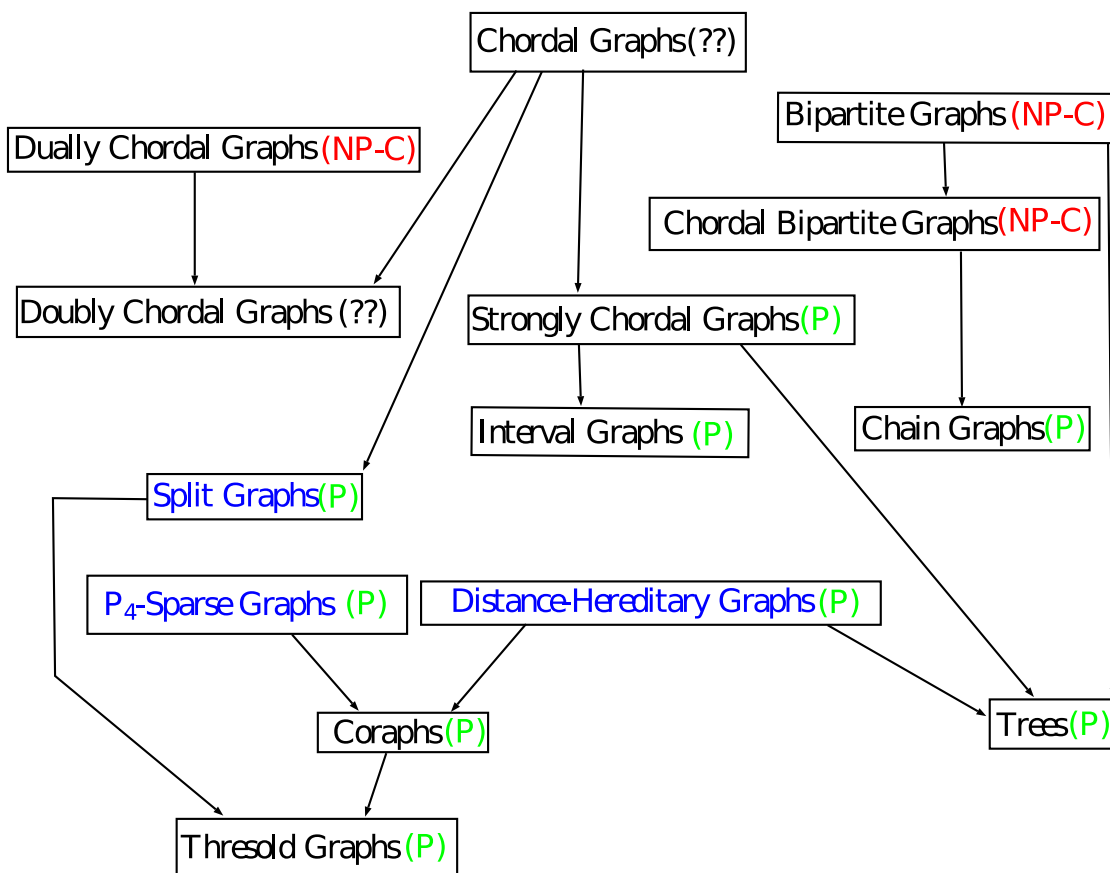 Chordal Graphs(??)
Bipartite Graphs (NP-C)
Dually Chordal Graphs(NP-C)
Chordal Bipartite Graphs(NP-C)
Doubly Chordal Graphs (??)
Strongly Chordal Graphs(P)
Interval Graphs (P)
Chain Graphs(P)
Split Graphs(P)
P₄-Sparse Graphs (P)
Distance-Hereditary Graphs(P)
Coraphs(P)
Trees(P)
Thresold Graphs(P)